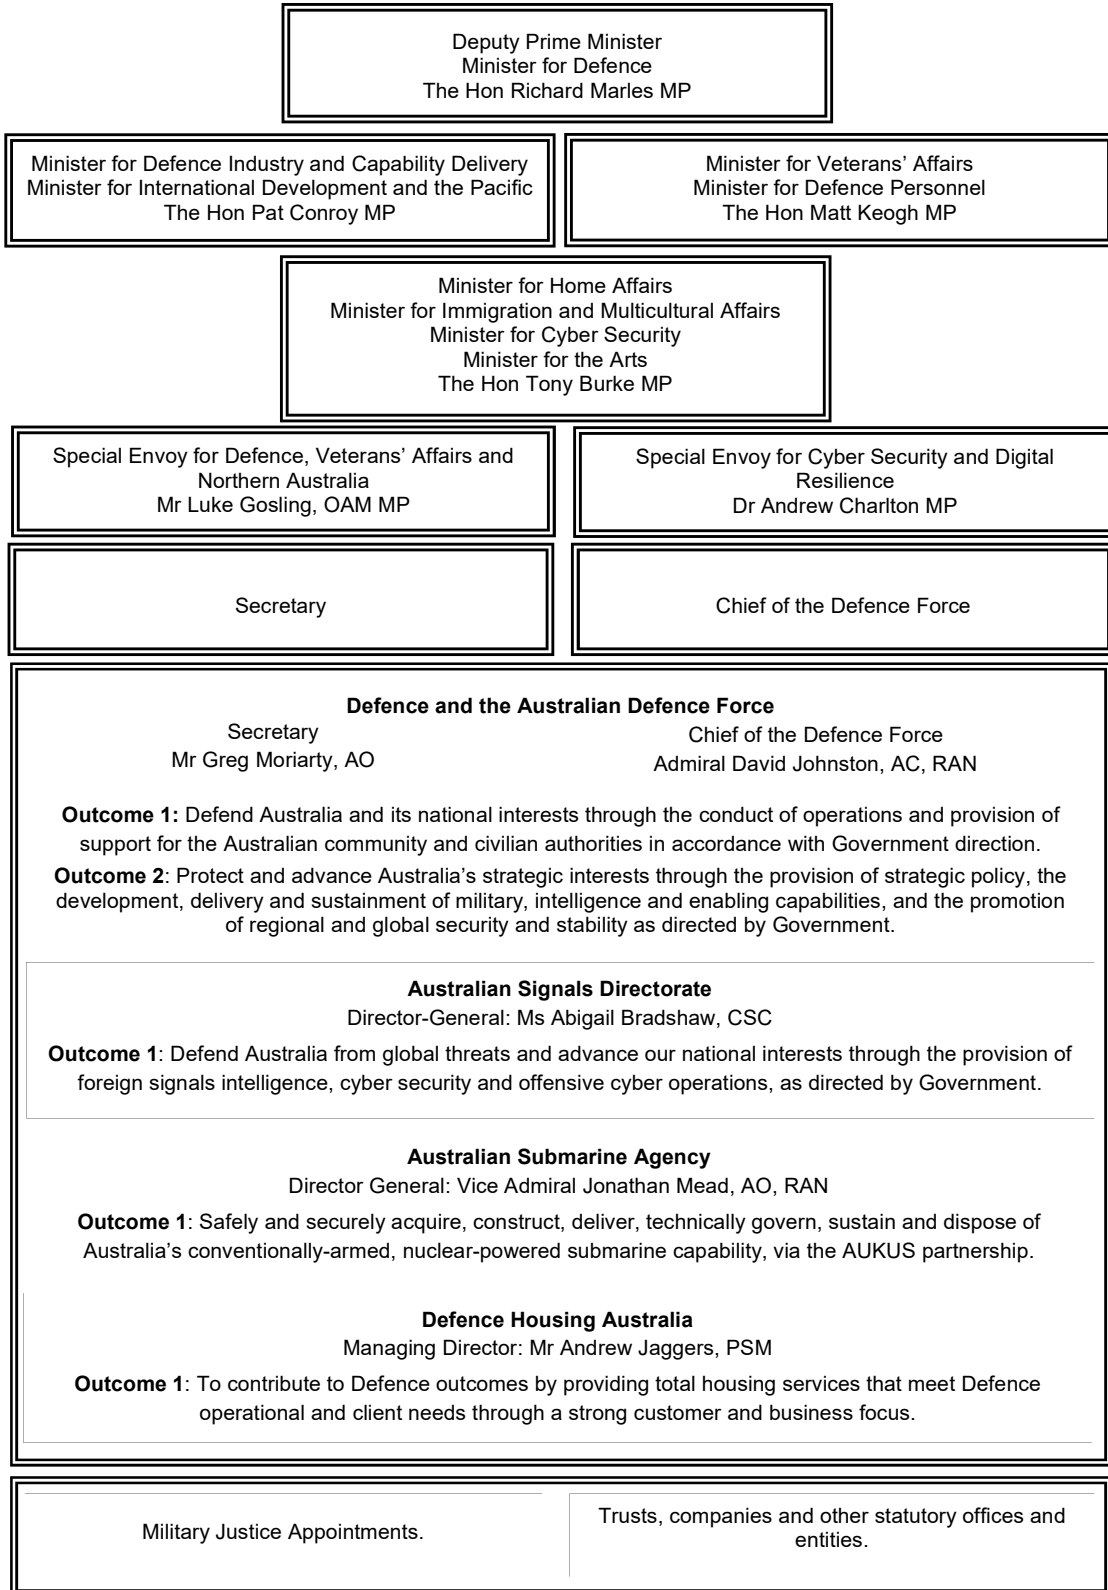 Deputy Prime Minister
Minister for Defence
The Hon Richard Marles MP
Minister for Defence Industry and Capability Delivery
Minister for International Development and the Pacific
The Hon Pat Conroy MP
Minister for Veterans’ Affairs
Minister for Defence Personnel
The Hon Matt Keogh MP
Minister for Home Affairs
Minister for Immigration and Multicultural Affairs
Minister for Cyber Security
Minister for the Arts
The Hon Tony Burke MP
Special Envoy for Defence, Veterans’ Affairs and
Northern Australia
Mr Luke Gosling, OAM MP
Special Envoy for Cyber Security and Digital
Resilience
Dr Andrew Charlton MP
Secretary
Chief of the Defence Force
Defence and the Australian Defence Force
Secretary
Mr Greg Moriarty, AO
Chief of the Defence Force
Admiral David Johnston, AC, RAN
Outcome 1: Defend Australia and its national interests through the conduct of operations and provision of
support for the Australian community and civilian authorities in accordance with Government direction.
Outcome 2: Protect and advance Australia’s strategic interests through the provision of strategic policy, the
development, delivery and sustainment of military, intelligence and enabling capabilities, and the promotion
of regional and global security and stability as directed by Government.
Australian Signals Directorate
Director-General: Ms Abigail Bradshaw, CSC
Outcome 1: Defend Australia from global threats and advance our national interests through the provision of
foreign signals intelligence, cyber security and offensive cyber operations, as directed by Government.
Australian Submarine Agency
Director General: Vice Admiral Jonathan Mead, AO, RAN
Outcome 1: Safely and securely acquire, construct, deliver, technically govern, sustain and dispose of
Australia’s conventionally-armed, nuclear-powered submarine capability, via the AUKUS partnership.
Defence Housing Australia
Managing Director: Mr Andrew Jaggers, PSM
Outcome 1: To contribute to Defence outcomes by providing total housing services that meet Defence
operational and client needs through a strong customer and business focus.
Military Justice Appointments.
Trusts, companies and other statutory offices and
entities.